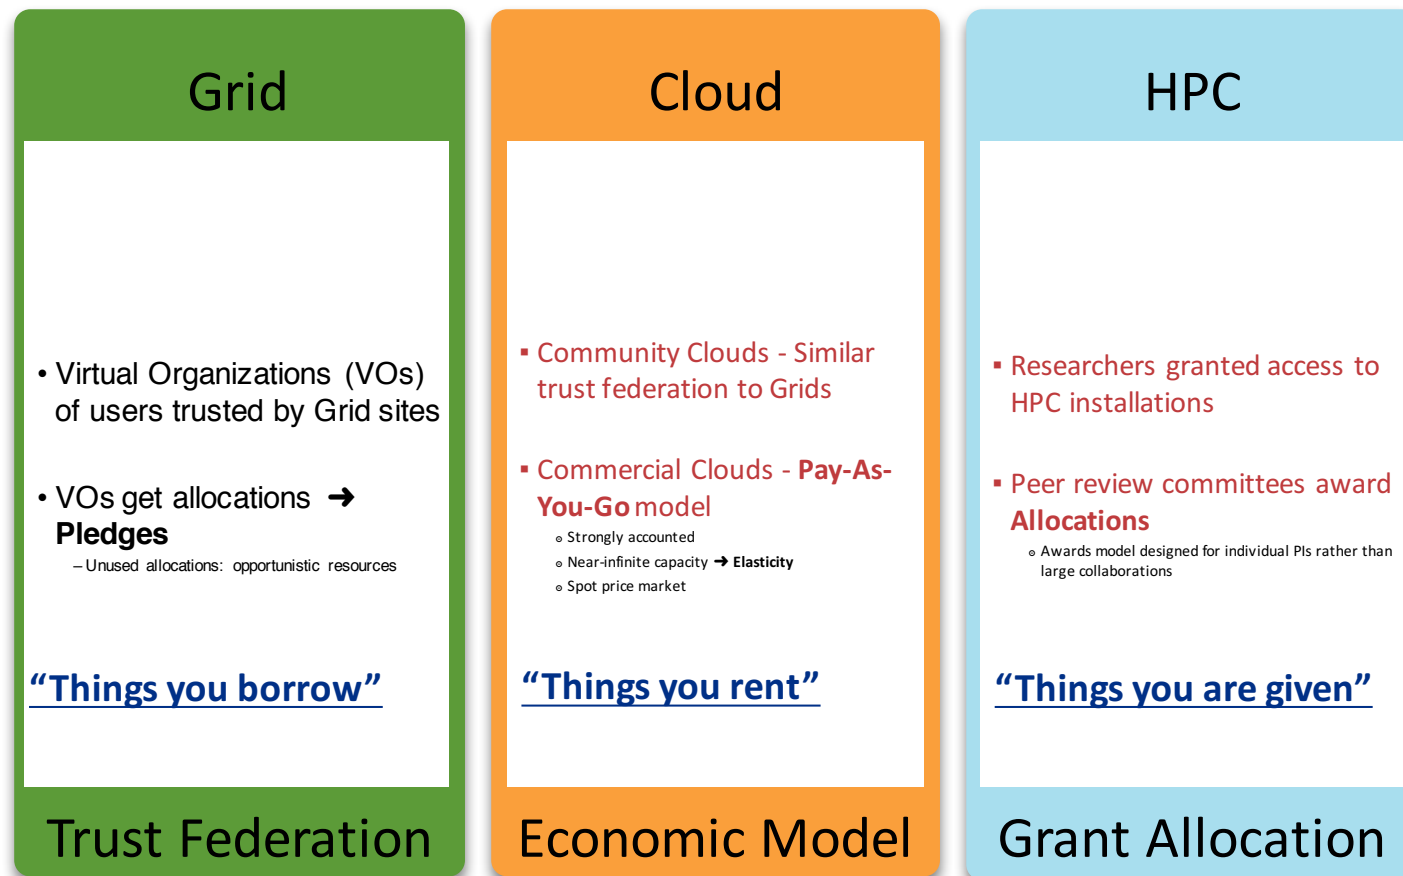 Grid
• Virtual Organizations (VOs)
of users trusted by Grid sites
• VOs get allocations ➜
Pledges
– Unused allocations: opportunistic resources
“Things you borrow”
Trust Federation
Cloud
▪ Community Clouds - Similar
trust federation to Grids
▪ Commercial Clouds - Pay-As-
You-Go model
๏ Strongly accounted
๏ Near-infinite capacity ➜ Elasticity
๏ Spot price market
“Things you rent”
Economic Model
HPC
▪ Researchers granted access to
HPC installations
▪ Peer review committees award
Allocations
๏ Awards model designed for individual PIs rather than
large collaborations
“Things you are given”
Grant Allocation